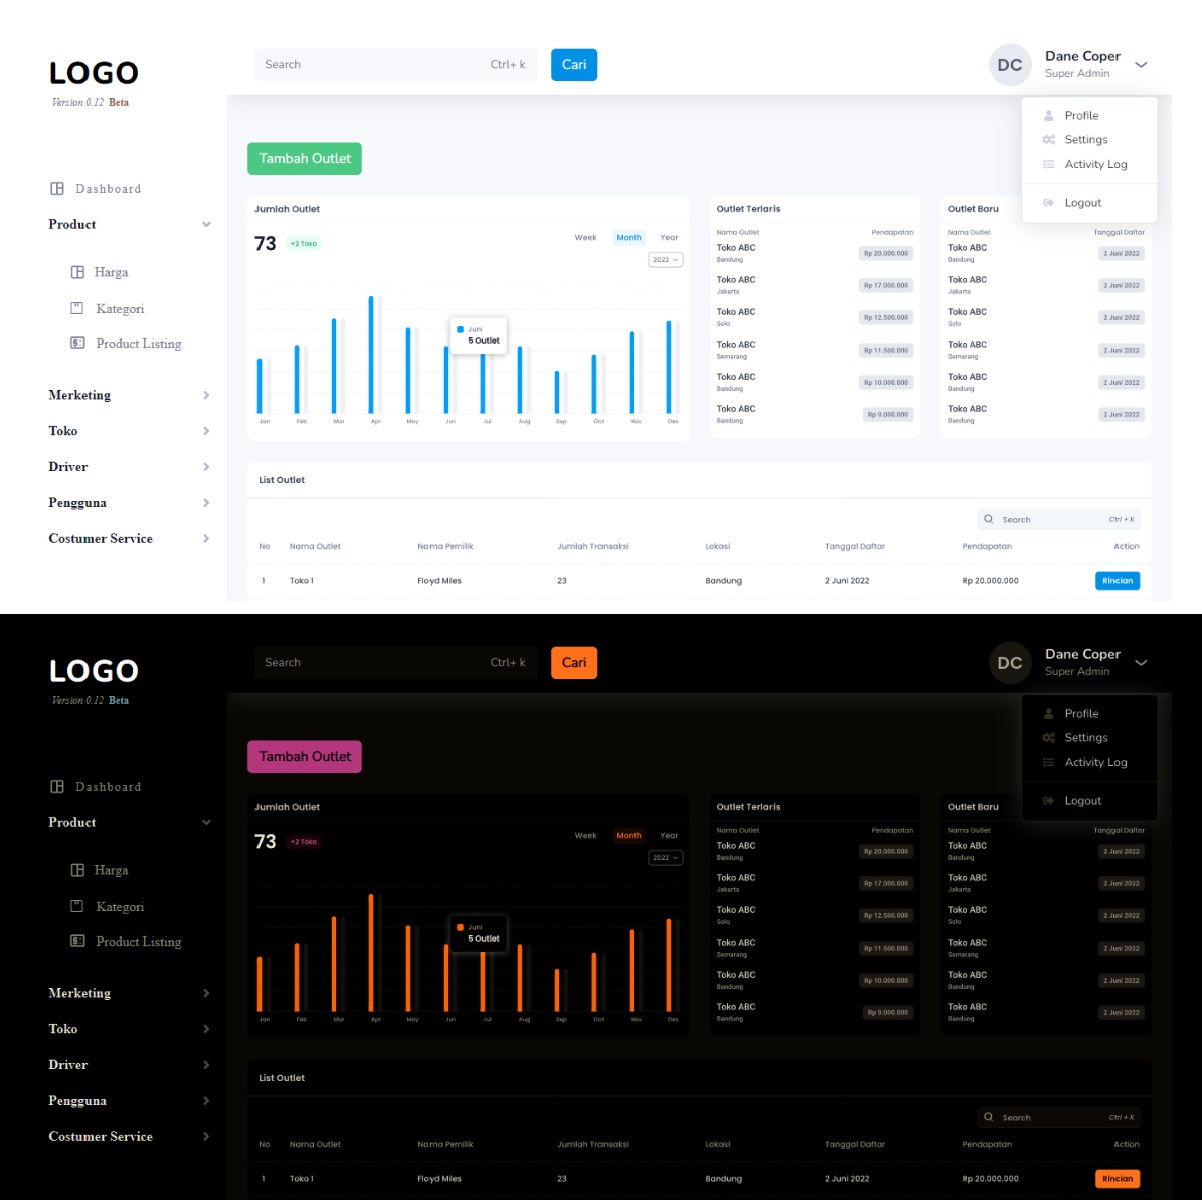 LOGO
Version 0.12 Beta
Search Ctrl+ k
Cari
DC
Dane Coper
Super Admin
Profile
Settings
Activity Log
Logout
Dashboard
Product
Harga
Kategori
Product Listing
Merketing
Toko
Driver
Pengguna
Costumer Service
Tambah Outlet
Jumlah Outlet
73 +2 Toko
Week Month Year
2022
Juni
5 Outlet
Jan Feb Mar Apr May Jun Jul Aug Sep Oct Nov Des
Outlet Terlaris
Nama Outlet Pendapatan
Toko ABC
Bandung
Rp 20.000.000
Toko ABC
Jakarta
Rp 17.000.000
Toko ABC
Solo
Rp 12.500.000
Toko ABC
Semarang
Rp 11.500.000
Toko ABC
Bandung
Rp 10.000.000
Toko ABC
Bandung
Rp 9.000.000
Outlet Baru
Nama Outlet Tanggal Daftar
Toko ABC
Bandung
2 Juni 2022
Toko ABC
Jakarta
2 Juni 2022
Toko ABC
Solo
2 Juni 2022
Toko ABC
Semarang
2 Juni 2022
Toko ABC
Bandung
2 Juni 2022
Toko ABC
Bandung
2 Juni 2022
List Outlet
Search Ctrl + K
No Nama Outlet Nama Pemilik Jumlah Transaksi Lokasi Tanggal Daftar Pendapatan Action
1 Toko 1 Floyd Miles 23 Bandung 2 Juni 2022 Rp 20.000.000 Rincian
LOGO
Version 0.12 Beta
Search Ctrl+ k
Cari
DC
Dane Coper
Super Admin
Profile
Settings
Activity Log
Logout
Dashboard
Product
Harga
Kategori
Product Listing
Merketing
Toko
Driver
Pengguna
Costumer Service
Tambah Outlet
Jumlah Outlet
73 +2 Toko
Week Month Year
2022
Juni
5 Outlet
Jan Feb Mar Apr May Jun Jul Aug Sep Oct Nov Des
Outlet Terlaris
Nama Outlet Pendapatan
Toko ABC
Bandung
Rp 20.000.000
Toko ABC
Jakarta
Rp 17.000.000
Toko ABC
Solo
Rp 12.500.000
Toko ABC
Semarang
Rp 11.500.000
Toko ABC
Bandung
Rp 10.000.000
Toko ABC
Bandung
Rp 9.000.000
Outlet Baru
Nama Outlet Tanggal Daftar
Toko ABC
Bandung
2 Juni 2022
Toko ABC
Jakarta
2 Juni 2022
Toko ABC
Solo
2 Juni 2022
Toko ABC
Semarang
2 Juni 2022
Toko ABC
Bandung
2 Juni 2022
Toko ABC
Bandung
2 Juni 2022
List Outlet
Search Ctrl + K
No Nama Outlet Nama Pemilik Jumlah Transaksi Lokasi Tanggal Daftar Pendapatan Action
1 Toko 1 Floyd Miles 23 Bandung 2 Juni 2022 Rp 20.000.000 Rincian